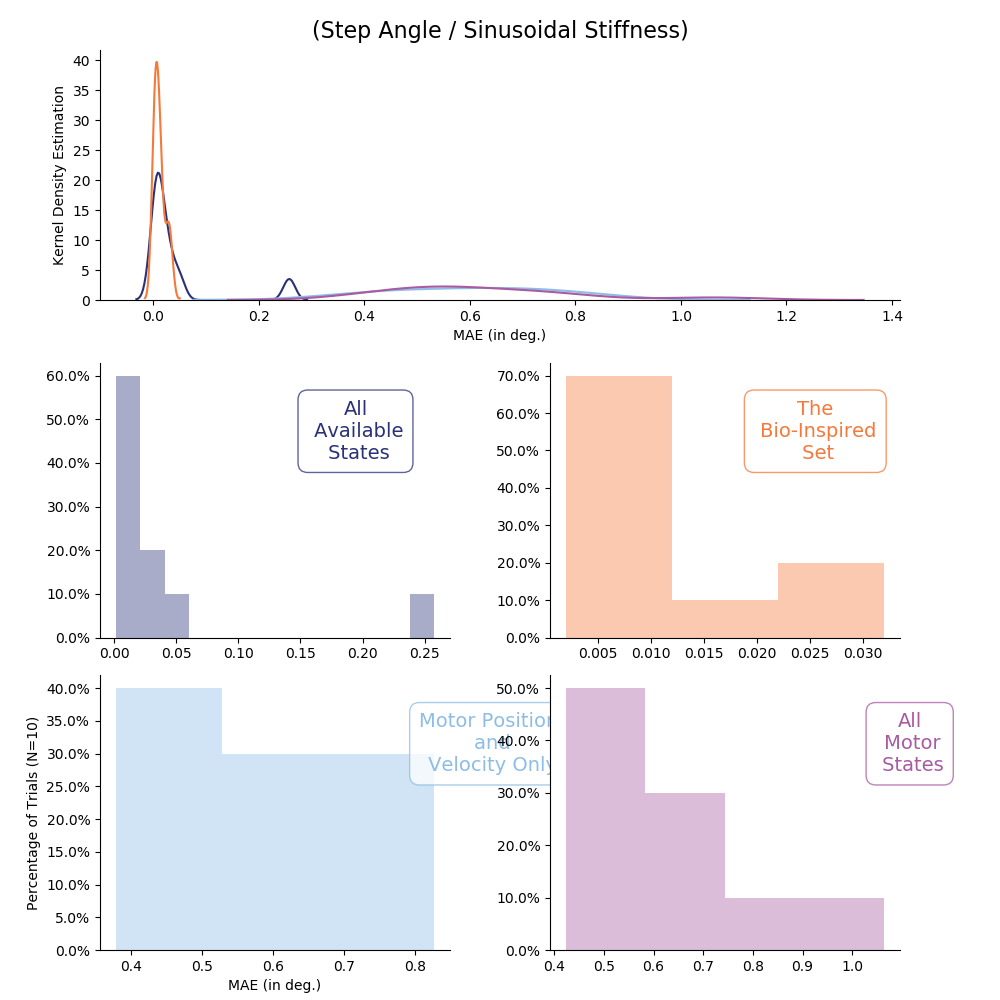 (Step Angle / Sinusoidal Stiffness)
40
35
30
25
20
15
10
5
0
Kernel Density Estimation
0.0 0.2 0.4 0.6 0.8 1.0 1.2 1.4
MAE (in deg.)
60.0%
50.0%
40.0%
30.0%
20.0%
10.0%
0.0%
All
Available
States
0.00 0.05 0.10 0.15 0.20 0.25
70.0%
60.0%
50.0%
40.0%
30.0%
20.0%
10.0%
0.0%
The
Bio-Inspired
Set
0.005 0.010 0.015 0.020 0.025 0.030
40.0%
35.0%
30.0%
25.0%
20.0%
15.0%
10.0%
5.0%
0.0%
Percentage of Trials (N=10)
Motor Position
and
Velocity Only
0.4 0.5 0.6 0.7 0.8
MAE (in deg.)
50.0%
40.0%
30.0%
20.0%
10.0%
0.0%
All
Motor
States
0.4 0.5 0.6 0.7 0.8 0.9 1.0